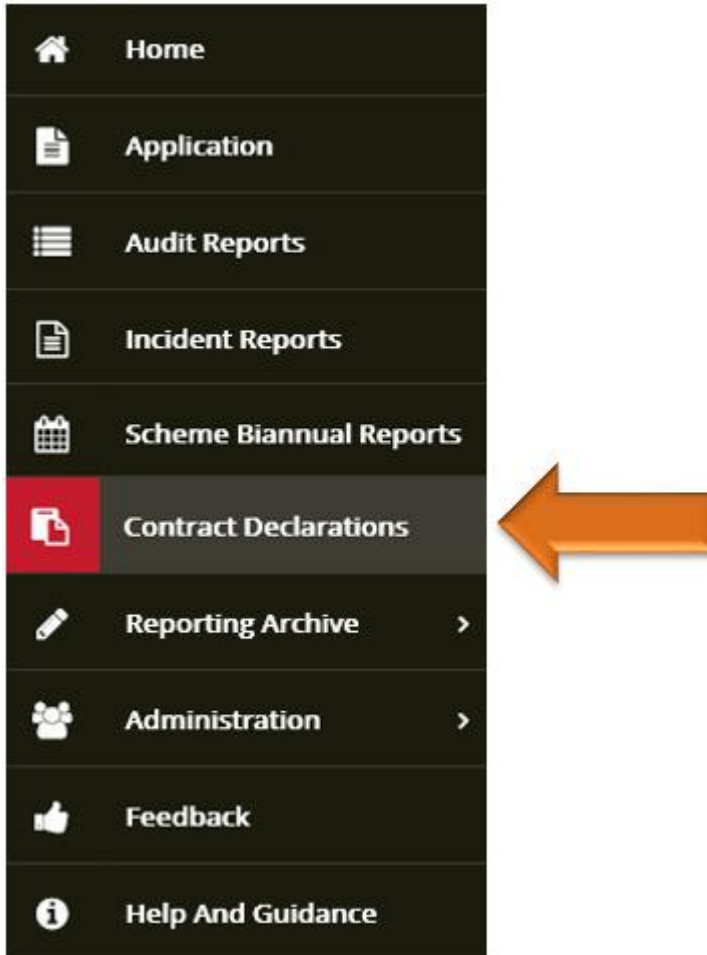 Home
Application
Audit Reports
Incident Reports
Scheme Biannual Reports
Contract Declarations
Reporting Archive
Administration
Feedback
Help And Guidance